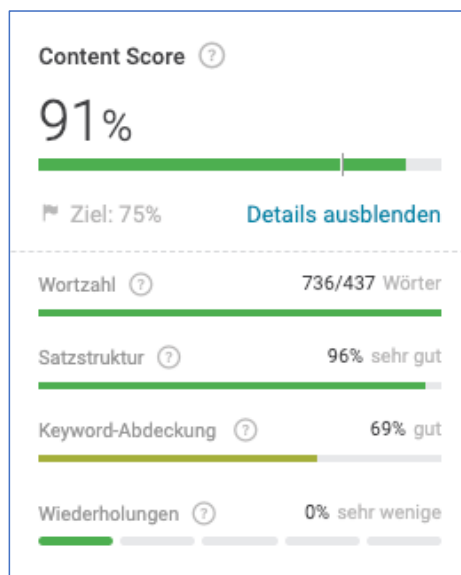 Content Score ?
91%
Ziel: 75% Details ausblenden
Wortzahl ? 736/437 Wörter
Satzstruktur ? 96% sehr gut
Keyword-Abdeckung ? 69% gut
Wiederholungen ? 0% sehr wenige